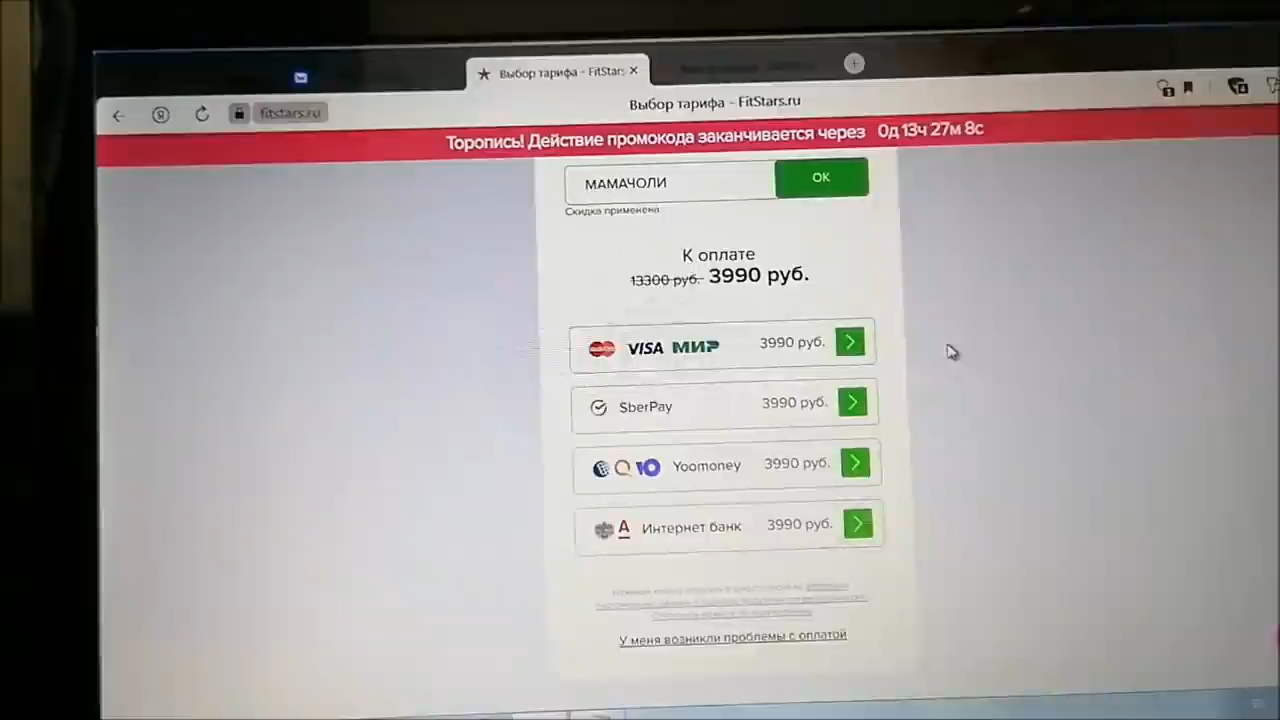 Выбор тарифа - FitStar:
fitstars.ru
Выбор тарифа - FitStars.ru
Торопись! Действие промокода заканчивается через 0д 13ч 27м 8с
МАМАЧОЛИ
ОК
Скидка применена
К оплате
13300 руб. 3990 руб.
VISA МИР 3990 руб.
SberPay 3990 руб.
Yoomoney 3990 руб.
Интернет банк 3990 руб.
У меня возникли проблемы с оплатой